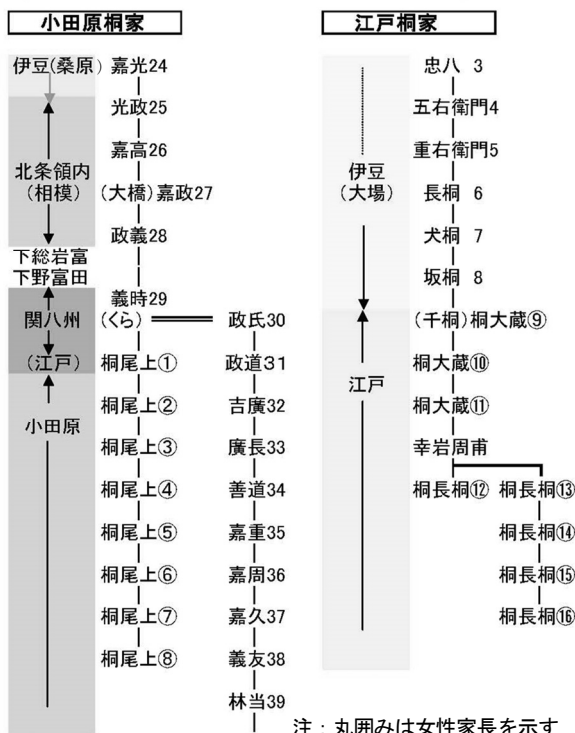 小田原桐家
伊豆(桑原)
嘉光24
光政25
嘉高26
北条領内
(相模)
(大橋)嘉政27
政義28
下総岩富
下野富田
義時29
関八州
(くら)
政氏30
(江戸)
桐尾上①
政道31
桐尾上②
吉廣32
小田原
桐尾上③
廣長33
桐尾上④
善道34
桐尾上⑤
嘉重35
桐尾上⑥
嘉周36
桐尾上⑦
嘉久37
桐尾上⑧
義友38
林当39
江戸桐家
忠八 3
五右衛門4
重右衛門5
伊豆
(大場)
長桐 6
犬桐 7
坂桐 8
(千桐)桐大蔵⑨
桐大蔵⑩
江戸
桐大蔵⑪
幸岩周甫
桐長桐⑫
桐長桐⑬
桐長桐⑭
桐長桐⑮
桐長桐⑯
注:丸囲みは女性家長を示す